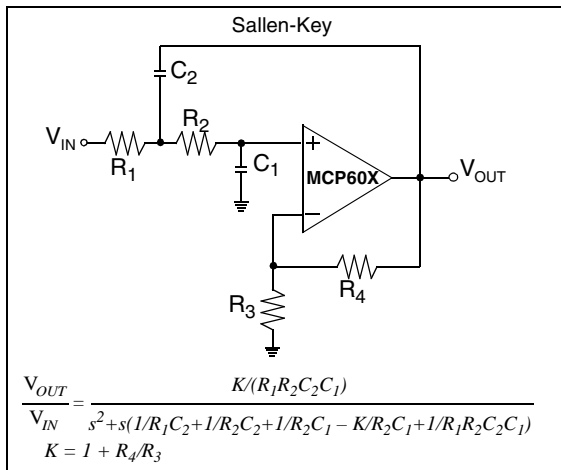 Sallen-Key
C2
VIN
R1
R2
C1
+
MCP60X
−
VOUT
R3
R4
VOUT/VIN = K/(R1R2C2C1) / s²+s(1/R1C2+1/R2C2+1/R2C1 – K/R2C1+1/R1R2C2C1)
K = 1 + R4/R3